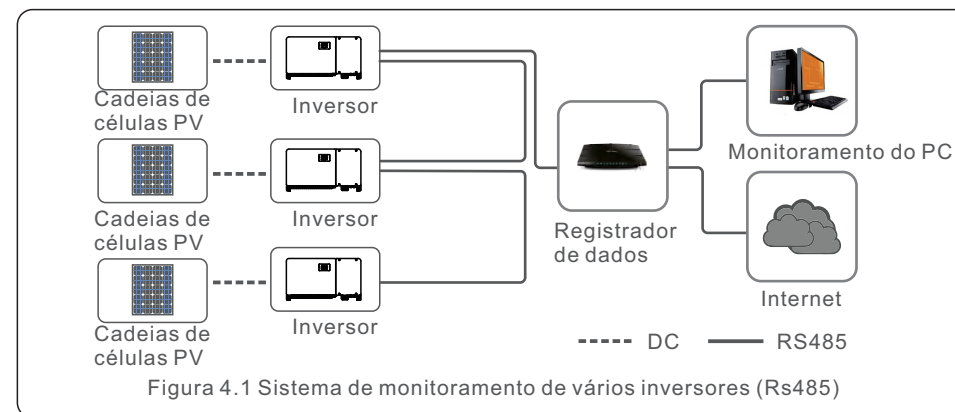 Cadeias de
células PV
Inversor
Cadeias de
células PV
Inversor
Cadeias de
células PV
Inversor
Registrador
de dados
Monitoramento do PC
Internet
DC
RS485
Figura 4.1 Sistema de monitoramento de vários inversores (Rs485)